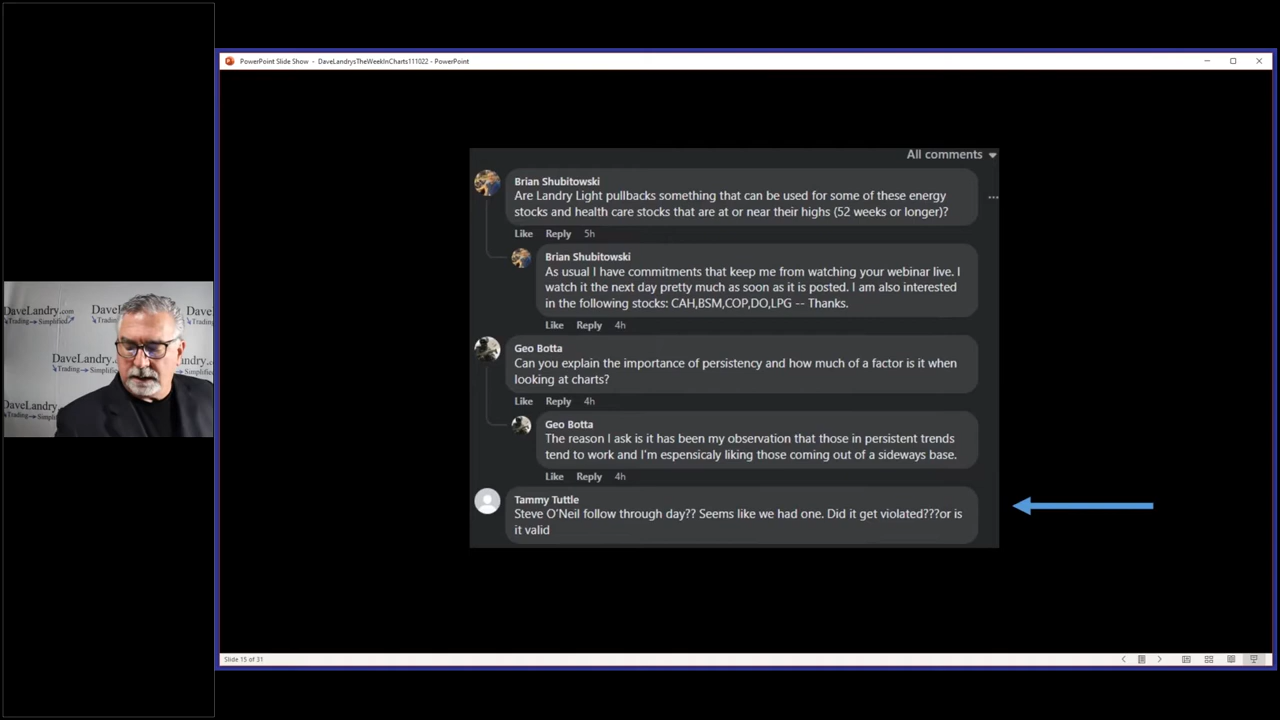 PowerPoint Slide Show - DaveLandrysTheWeekInCharts111022 - PowerPoint
All comments
Brian Shubitowski
Are Landry Light pullbacks something that can be used for some of these energy
stocks and health care stocks that are at or near their highs (52 weeks or longer)?
Like Reply 5h
Brian Shubitowski
As usual I have commitments that keep me from watching your webinar live. I
watch it the next day pretty much as soon as it is posted. I am also interested
in the following stocks: CAH,BSM,COP,DO,LPG -- Thanks.
Like Reply 4h
Geo Botta
Can you explain the importance of persistency and how much of a factor is it when
looking at charts?
Like Reply 4h
Geo Botta
The reason I ask is it has been my observation that those in persistent trends
tend to work and I'm espensicaly liking those coming out of a sideways base.
Like Reply 4h
Tammy Tuttle
Steve O'Neil follow through day?? Seems like we had one. Did it get violated???or is
it valid
DaveLandry.com
Trading Simplified
DaveLandry.com
Trading Simplified
Slide 15 of 31